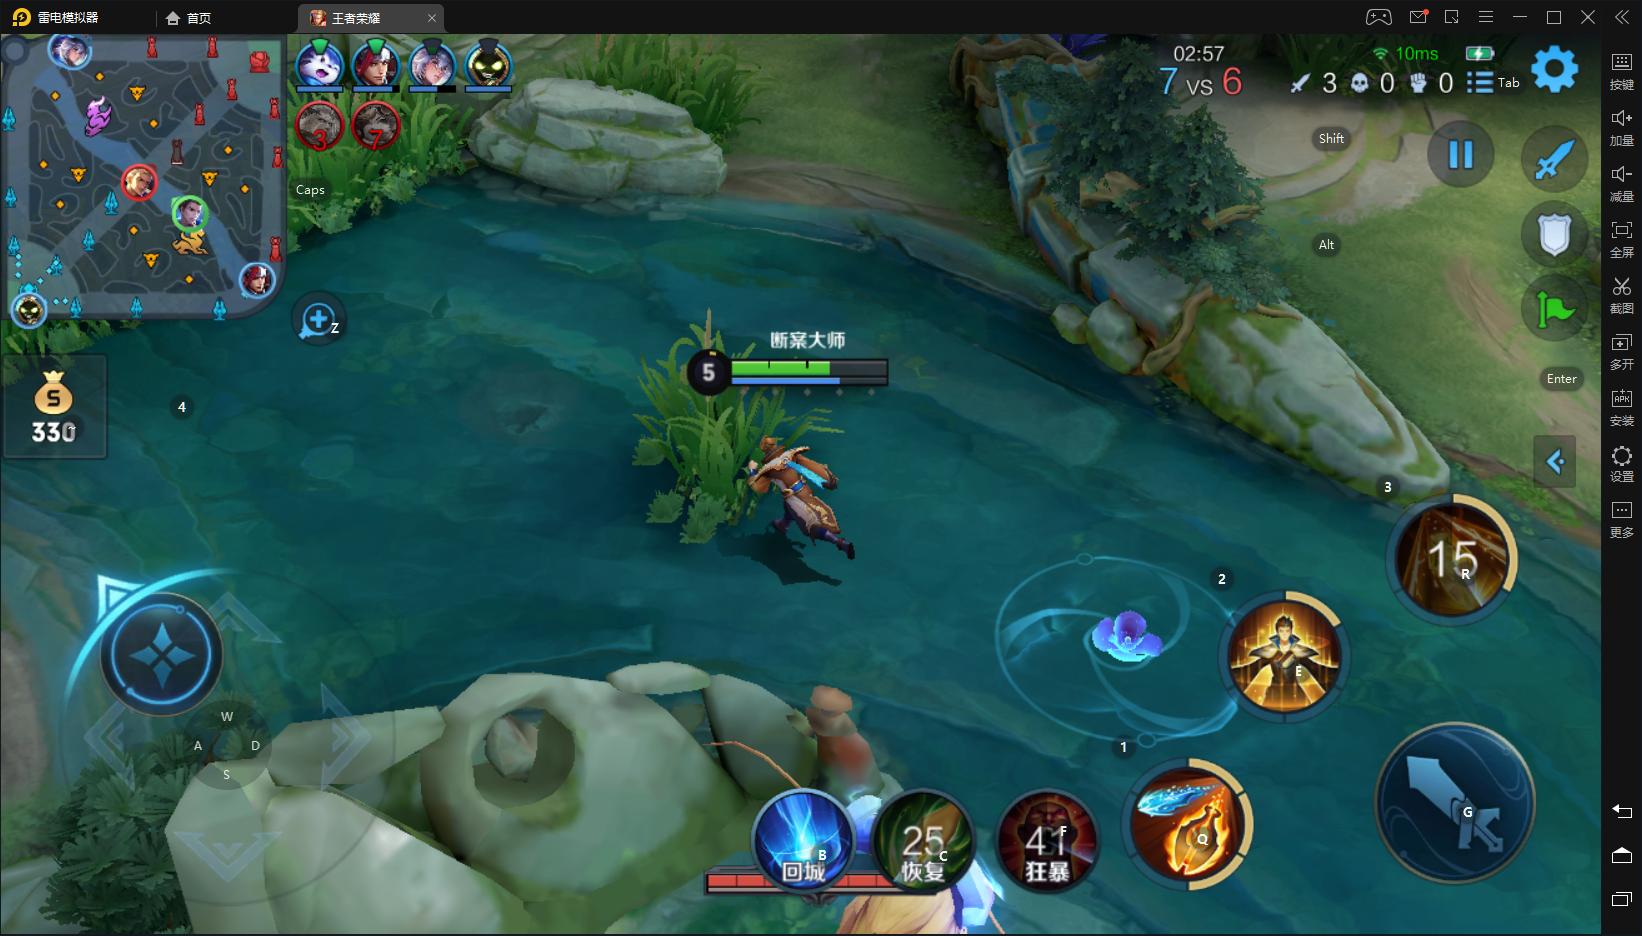 雷电模拟器
首页
王者荣耀
02:57
7 vs 6
10ms
3 0 0
Tab
3
7
Caps
Shift
Alt
Enter
Z
330
4
断案大师
5
3
15
R
2
E
1
Q
G
W
A D
S
B
回城
25
C
恢复
41
F
狂暴
按键
加量
减量
全屏
截图
多开
APK
安装
设置
更多